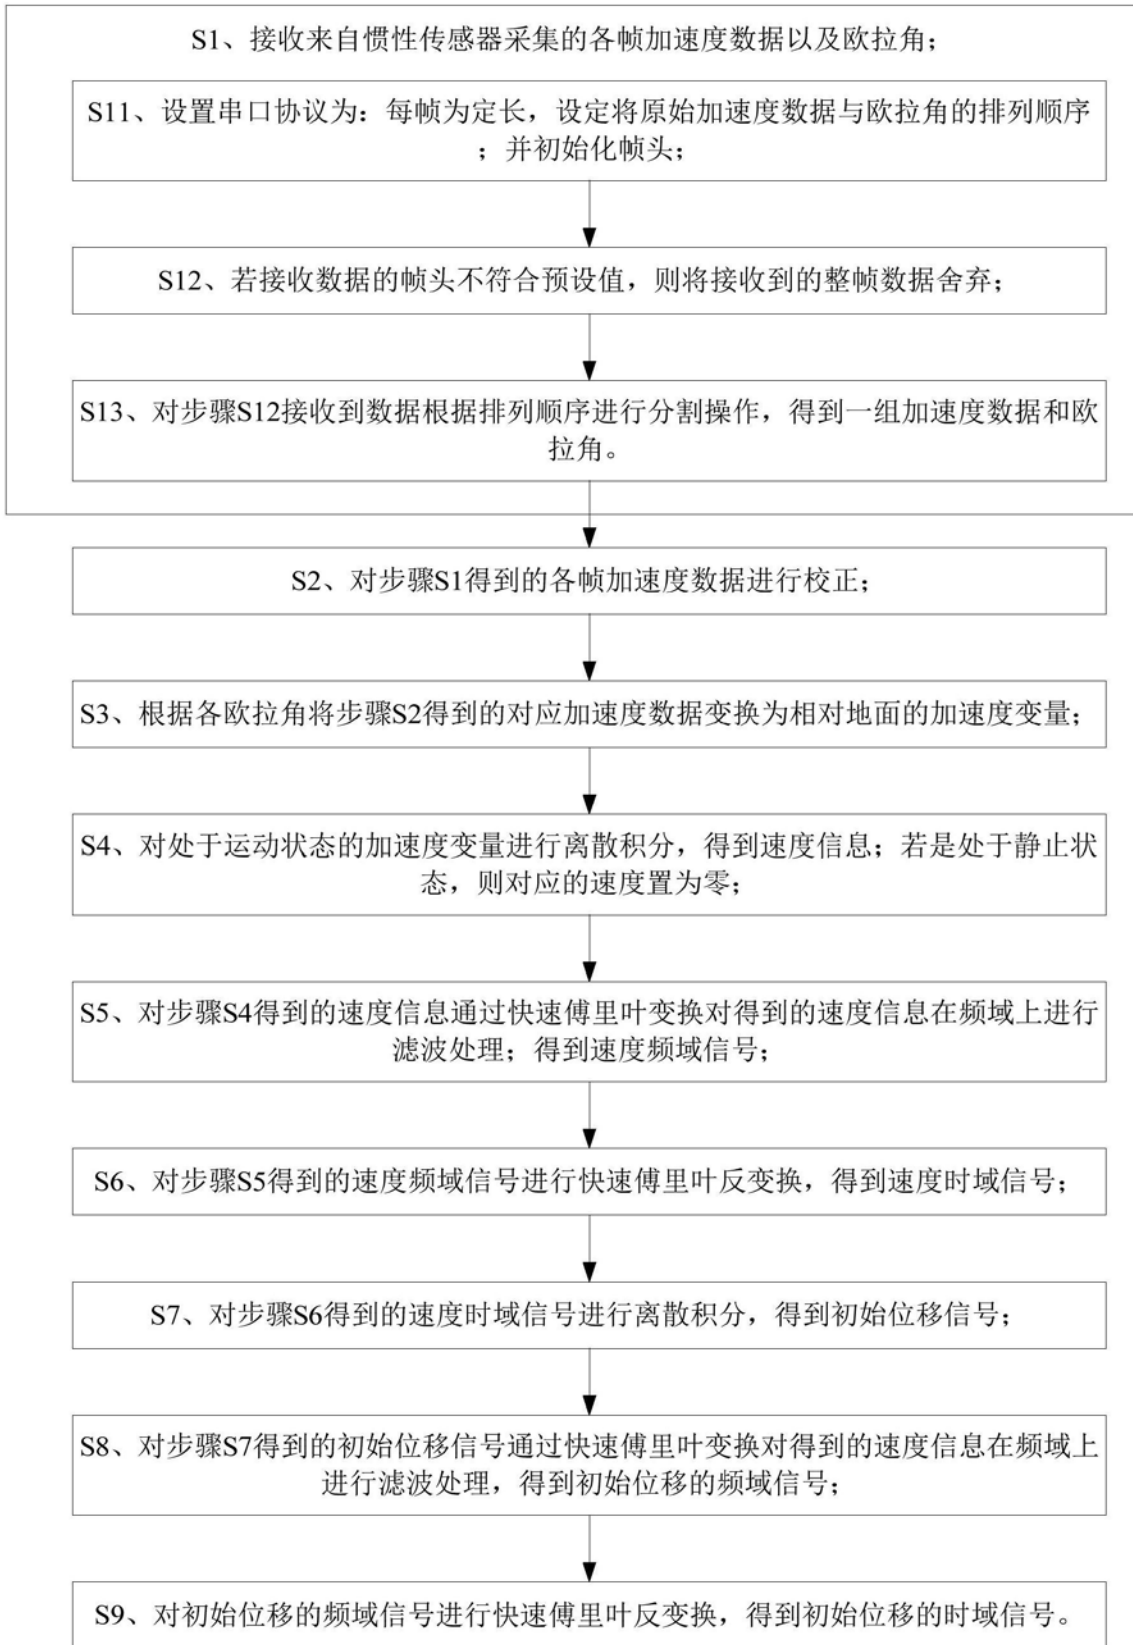 S1、接收来自惯性传感器采集的各帧加速度数据以及欧拉角；
S11、设置串口协议为：每帧为定长，设定将原始加速度数据与欧拉角的排列顺序
；并初始化帧头；
S12、若接收数据的帧头不符合预设值，则将接收到的整帧数据舍弃；
S13、对步骤S12接收到数据根据排列顺序进行分割操作，得到一组加速度数据和欧
拉角。
S2、对步骤S1得到的各帧加速度数据进行校正；
S3、根据各欧拉角将步骤S2得到的对应加速度数据变换为相对地面的加速度变量；
S4、对处于运动状态的加速度变量进行离散积分，得到速度信息；若是处于静止状
态，则对应的速度置为零；
S5、对步骤S4得到的速度信息通过快速傅里叶变换对得到的速度信息在频域上进行
滤波处理；得到速度频域信号；
S6、对步骤S5得到的速度频域信号进行快速傅里叶反变换，得到速度时域信号；
S7、对步骤S6得到的速度时域信号进行离散积分，得到初始位移信号；
S8、对步骤S7得到的初始位移信号通过快速傅里叶变换对得到的速度信息在频域上
进行滤波处理，得到初始位移的频域信号；
S9、对初始位移的频域信号进行快速傅里叶反变换，得到初始位移的时域信号。